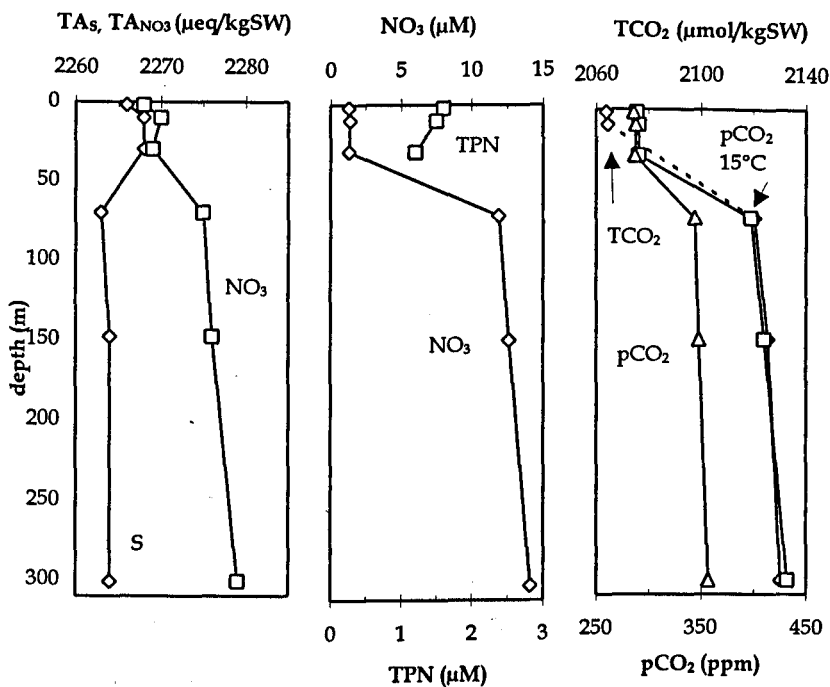 TAS, TANO3 (μeq/kgSW)
NO3 (μM)
TCO2 (μmol/kgSW)
2260 2270 2280
0 5 10 15
2060 2100 2140
0
50
100
150
200
250
300
depth (m)
NO3
S
TPN
NO3
pCO2
15°C
TCO2
pCO2
0 1 2 3
250 350 450
TPN (μM)
pCO2 (ppm)